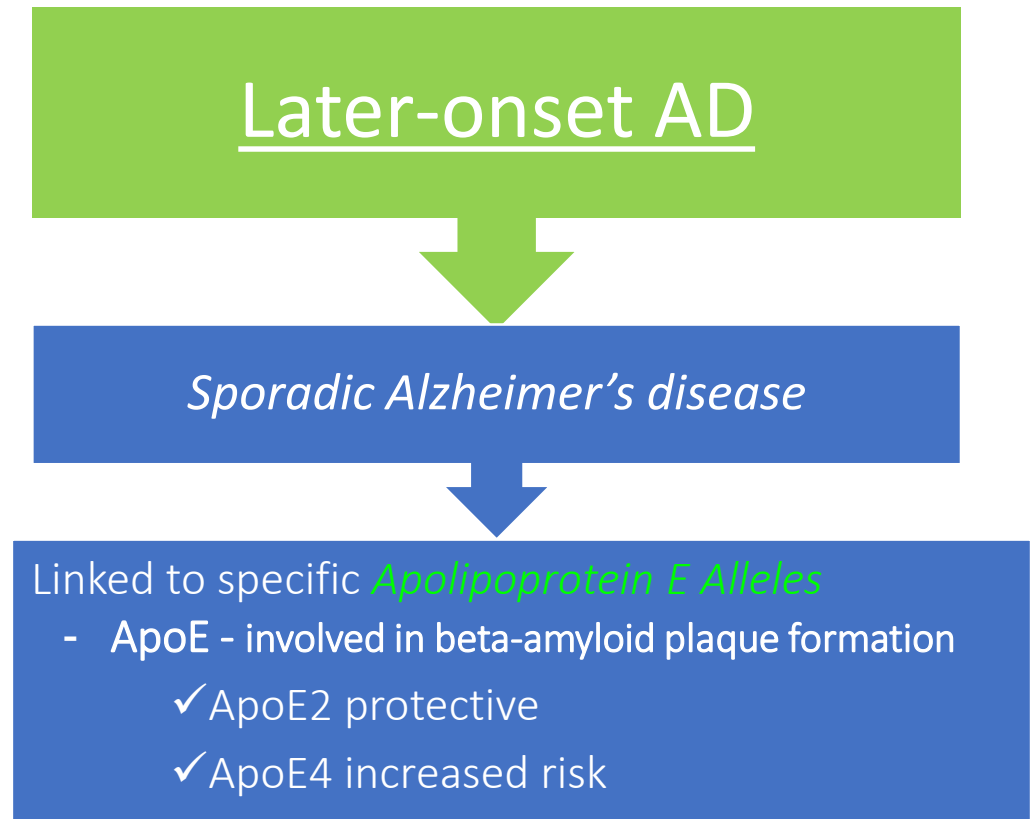 Later-onset AD
Sporadic Alzheimer’s disease
Linked to specific Apolipoprotein E Alleles
- ApoE - involved in beta-amyloid plaque formation
✓ApoE2 protective
✓ApoE4 increased risk